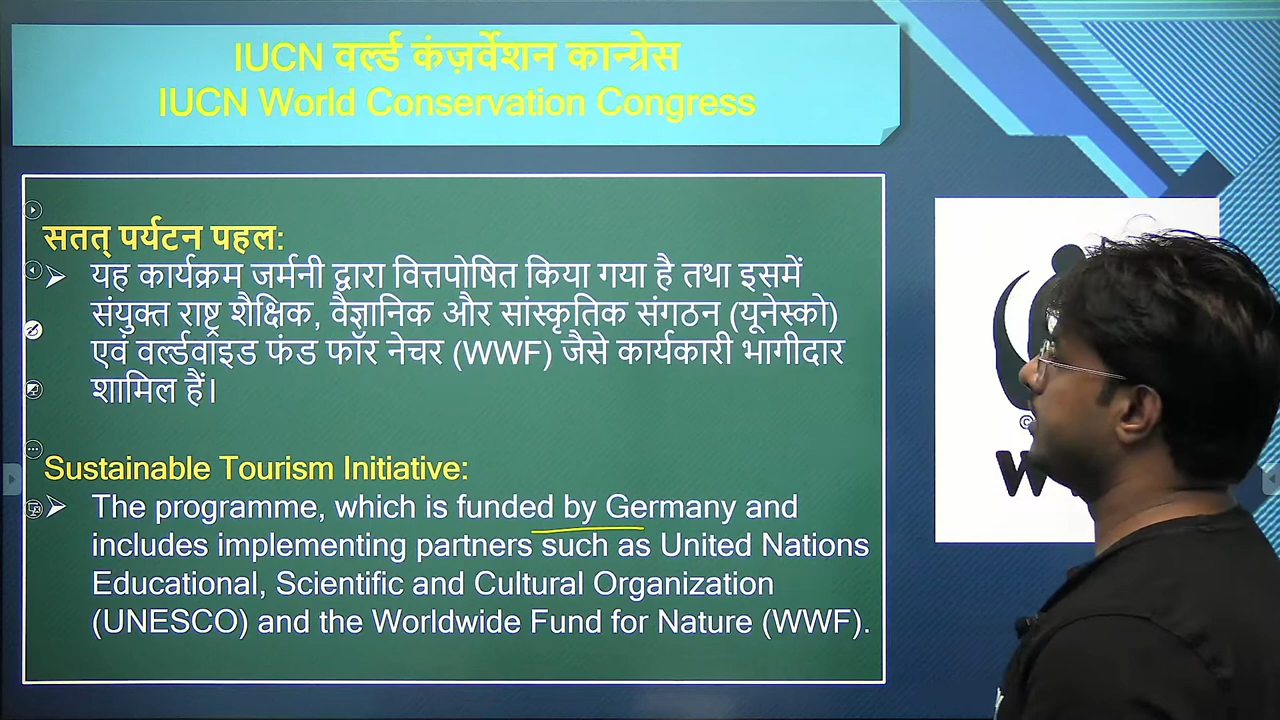 IUCN वर्ल्ड कंज़र्वेशन कान्ग्रेस
IUCN World Conservation Congress
सतत् पर्यटन पहल:
➢ यह कार्यक्रम जर्मनी द्वारा वित्तपोषित किया गया है तथा इसमें
संयुक्त राष्ट्र शैक्षिक, वैज्ञानिक और सांस्कृतिक संगठन (यूनेस्को)
एवं वर्ल्डवाइड फंड फॉर नेचर (WWF) जैसे कार्यकारी भागीदार
शामिल हैं।
Sustainable Tourism Initiative:
➢ The programme, which is funded by Germany and
includes implementing partners such as United Nations
Educational, Scientific and Cultural Organization
(UNESCO) and the Worldwide Fund for Nature (WWF).